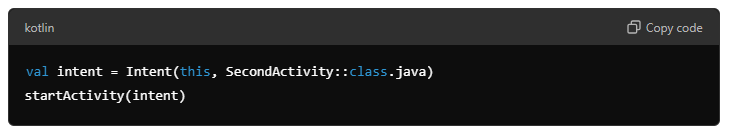 kotlin
Copy code
val intent = Intent(this, SecondActivity::class.java)
startActivity(intent)